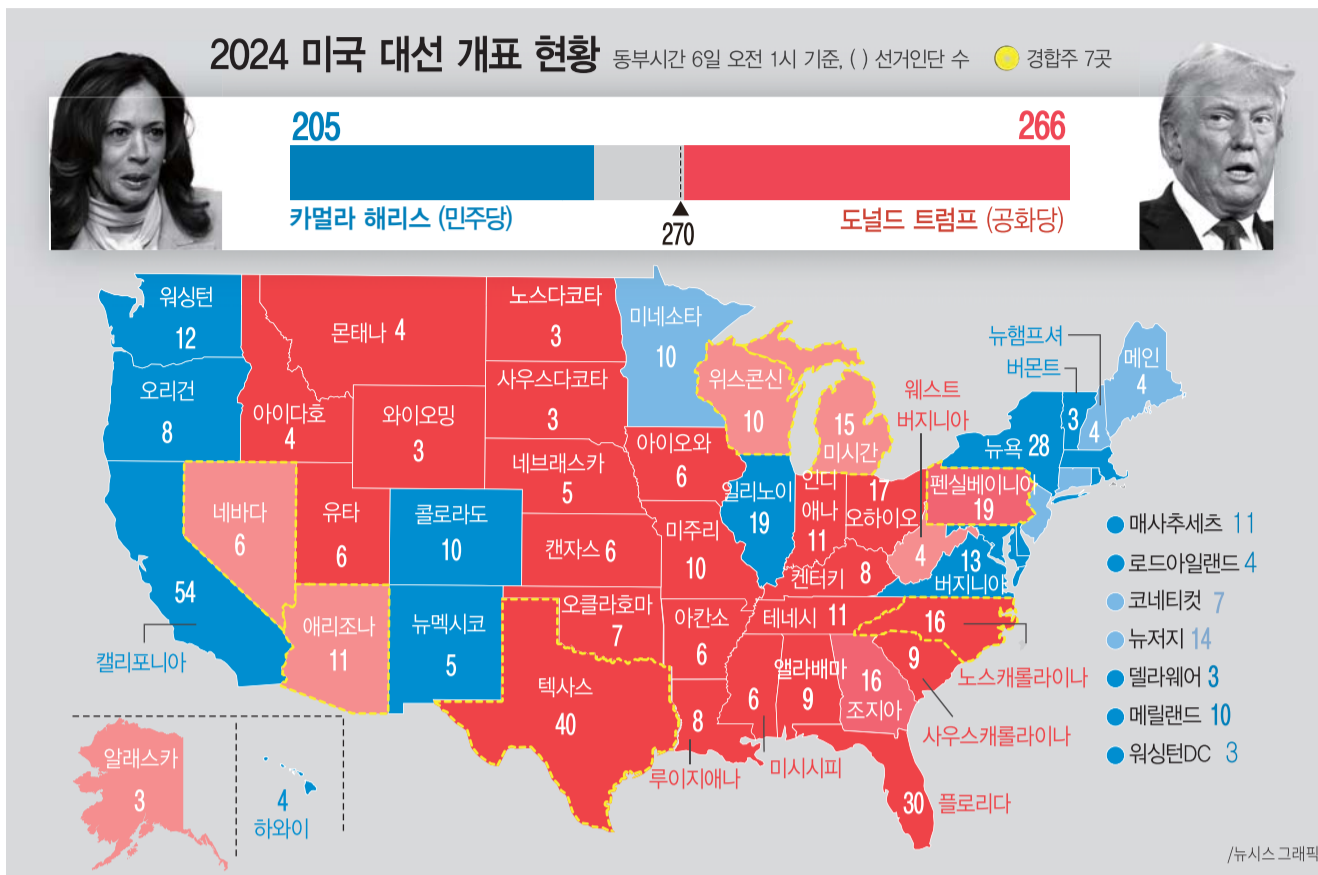 2024 미국 대선 개표 현황 동부시간 6일 오전 1시 기준, ( ) 선거인단 수 경합주 7곳
205
266
카멀라 해리스 (민주당)
도널드 트럼프 (공화당)
270
워싱턴
12
몬태나 4
노스다코타
3
미네소타
10
뉴햄프셔
버몬트
메인
4
오리건
8
아이다호
4
와이오밍
3
사우스다코타
3
위스콘신
10
15
미시간
웨스트
버지니아
3
4
뉴욕 28
네브래스카
5
아이오와
6
네바다
6
유타
6
콜로라도
10
일리노이
19
인디
애나
11
17
오하이오
펜실베이니아
19
캔자스 6
미주리
10
켄터키 8
4
13
버지니아
54
캘리포니아
애리조나
11
뉴멕시코
5
오클라호마
7
아칸소
6
테네시 11
16
노스캐롤라이나
9
사우스캐롤라이나
텍사스
40
8
루이지애나
6
미시시피
앨라배마
9
16
조지아
30 플로리다
알래스카
3
4
하와이
매사추세츠 11
로드아일랜드 4
코네티컷 7
뉴저지 14
델라웨어 3
메릴랜드 10
워싱턴DC 3
/뉴시스 그래픽